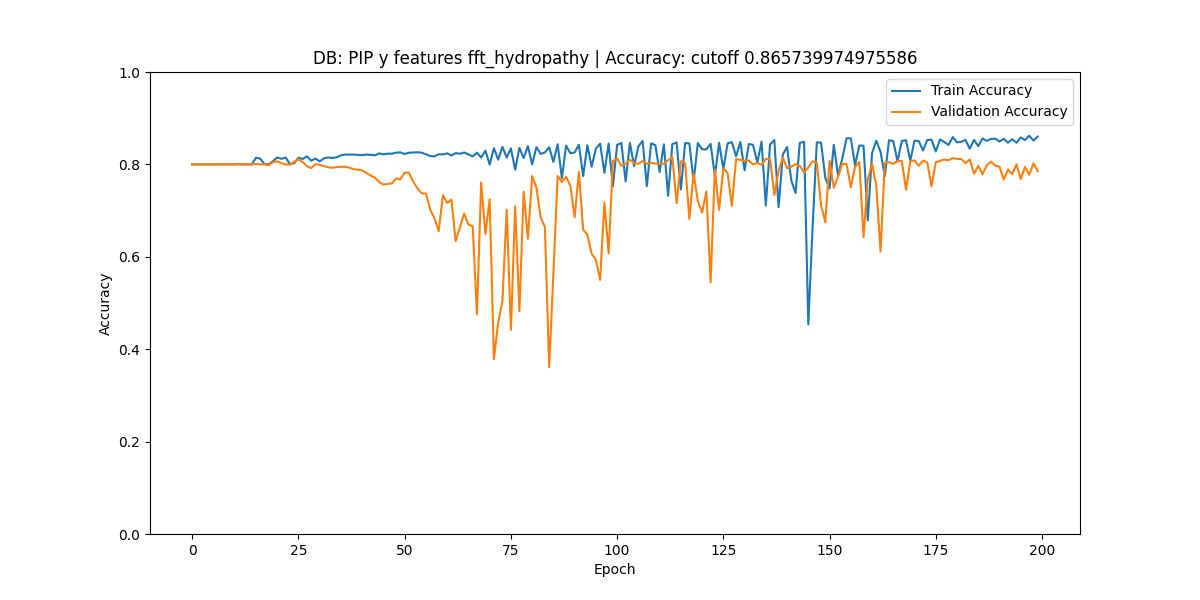 DB: PIP y features fft_hydropathy | Accuracy: cutoff 0.865739974975586
Train Accuracy
Validation Accuracy
1.0
0.8
0.6
0.4
0.2
0.0
Accuracy
0 25 50 75 100 125 150 175 200
Epoch